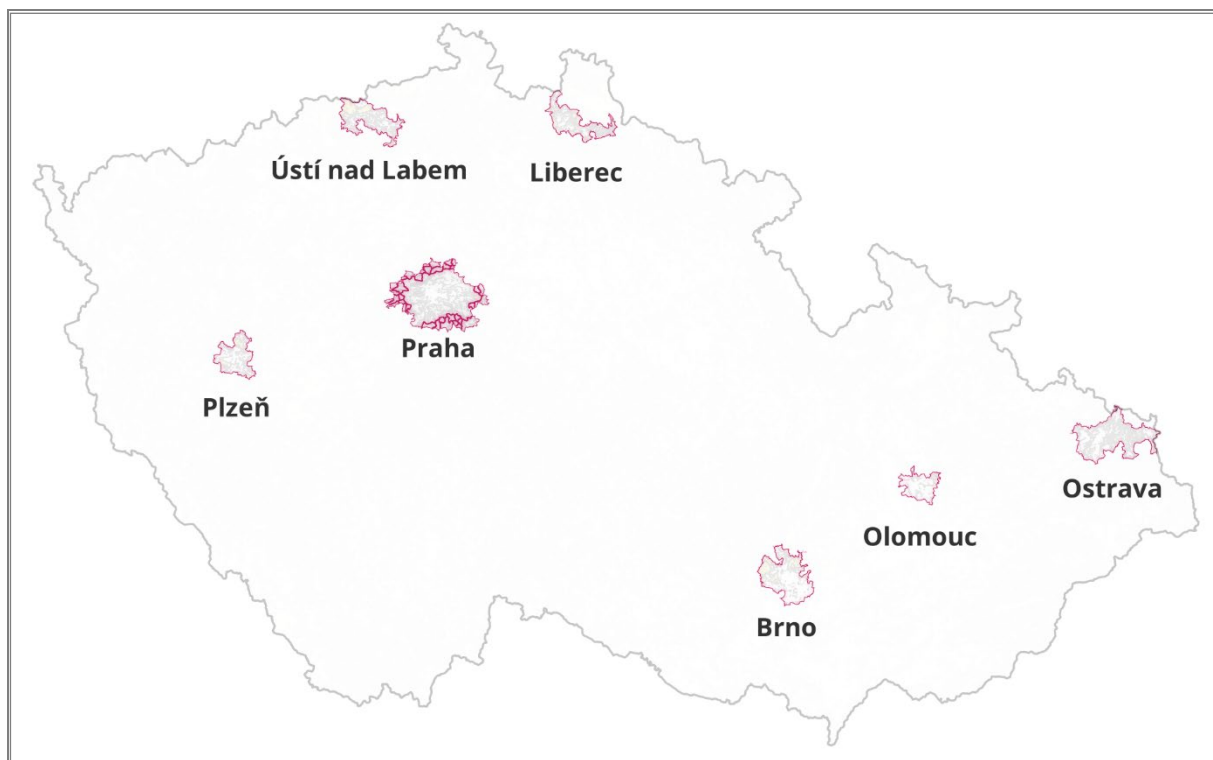 Ústí nad Labem
Liberec
Praha
Plzeň
Ostrava
Olomouc
Brno